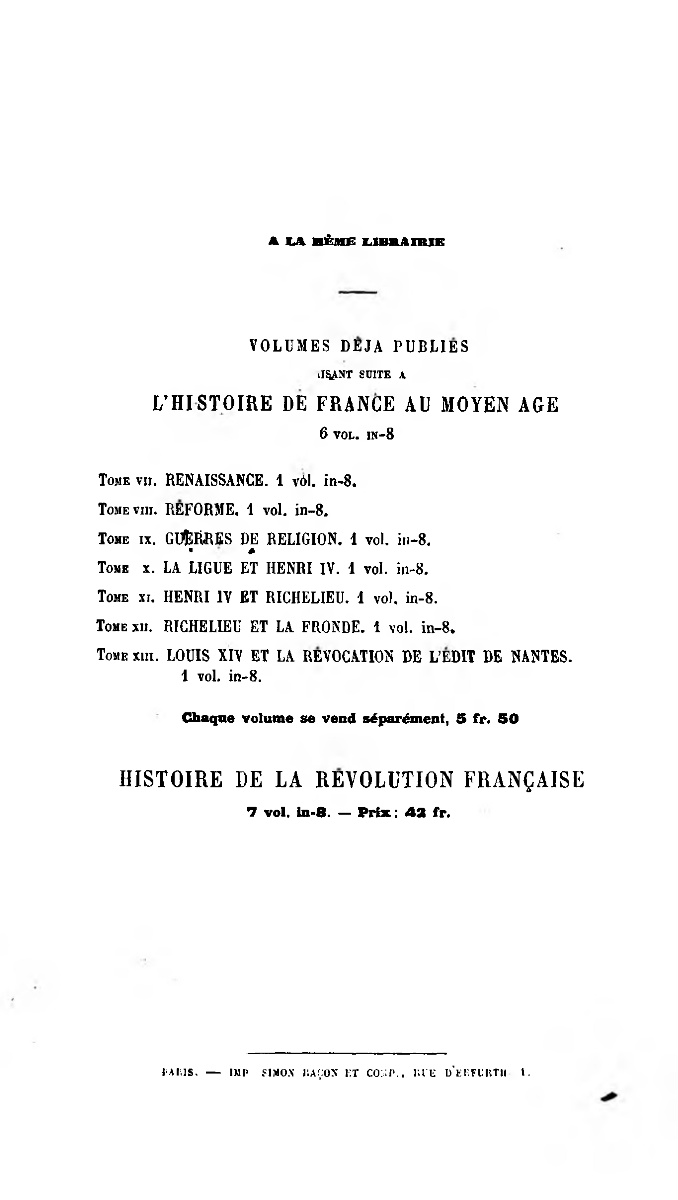 A LA MÊME LIBRAIRIE
VOLUMES DÉJA PUBLIÉS
SUITE A
L'HISTOIRE DE FRANCE AU MOYEN AGE
6 VOL. IN-8
TOME VII. RENAISSANCE. 1 vol. in-8.
TOME VIII. RÉFORME. 1 vol. in-8.
TOME IX. GUERRES DE RELIGION. 1 vol. in-8.
TOME X. LA LIGUE ET HENRI IV. 1 vol. in-8.
TOME XI. HENRI IV ET RICHELIEU. 1 vol. in-8.
TOME XII. RICHELIEU ET LA FRONDE. 1 vol. in-8.
TOME XIII. LOUIS XIV ET LA RÉVOCATION DE L'ÉDIT DE NANTES.
1 vol. in-8.
Chaque volume se vend séparément, 5 fr. 50
HISTOIRE DE LA RÉVOLUTION FRANÇAISE
7 vol. in-8. — Prix : 42 fr.
PARIS. — IMP SIMON RAÇON ET COMP., RUE D'ERFURTH 1.